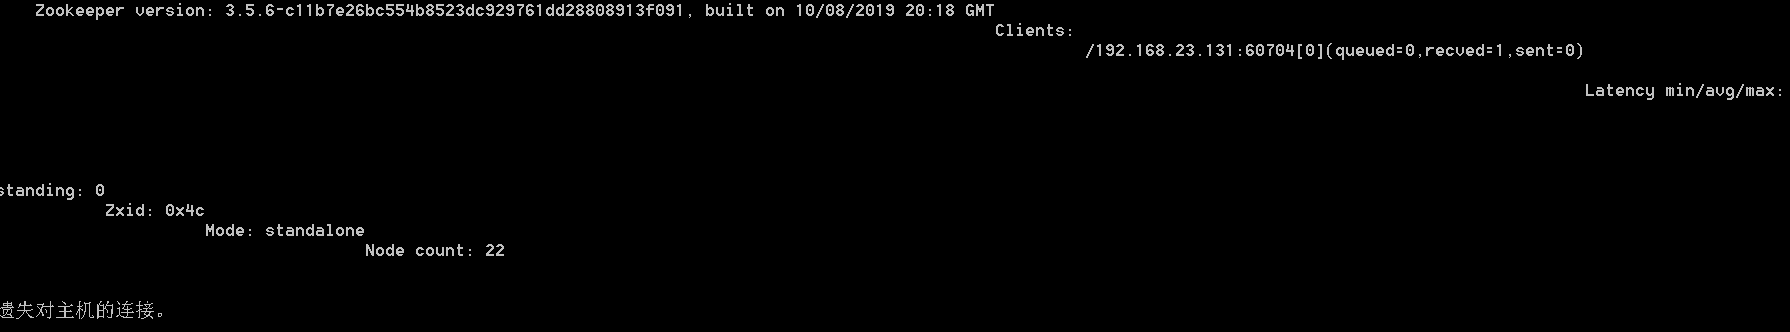 Zookeeper version: 3.5.6-c11b7e26bc554b8523dc929761dd28808913f091, built on 10/08/2019 20:18 GMT
Clients:
/192.168.23.131:60704[0](queued=0,recved=1,sent=0)
Latency min/avg/max:
standing: 0
Zxid: 0x4c
Mode: standalone
Node count: 22
遗失对主机的连接。